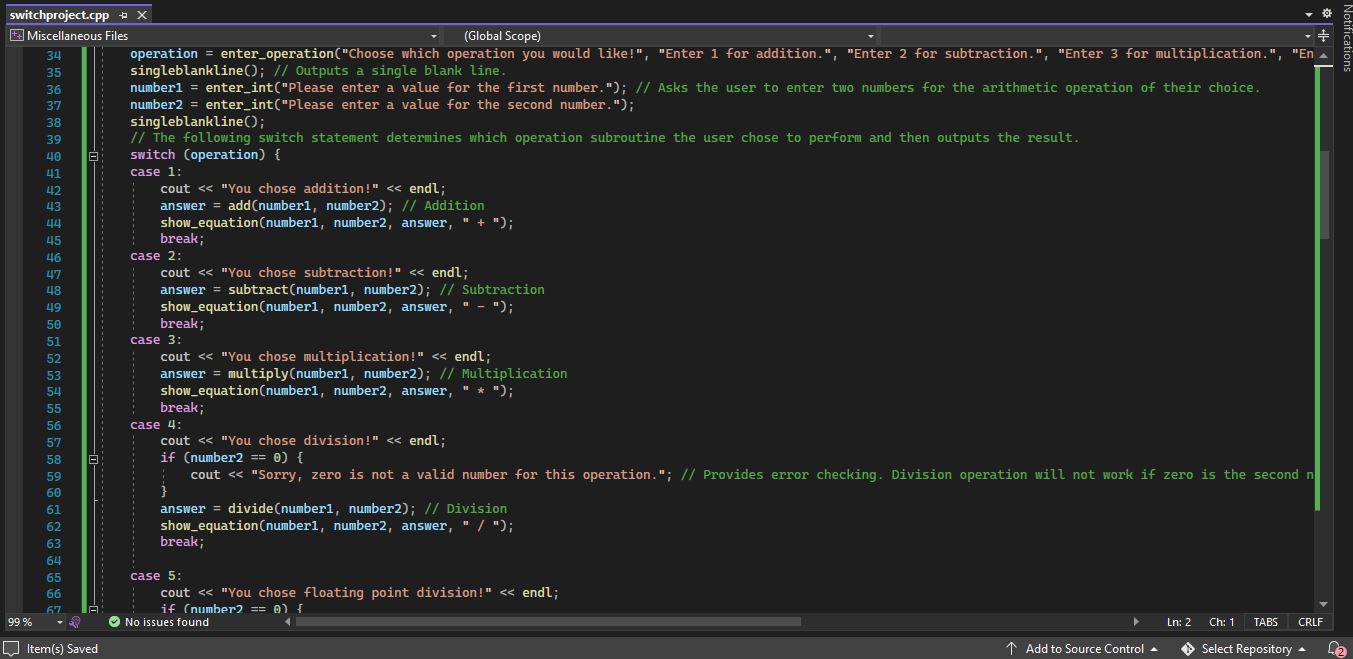 switchproject.cpp
Notifications
Miscellaneous Files (Global Scope)
34 operation = enter_operation("Choose which operation you would like!", "Enter 1 for addition.", "Enter 2 for subtraction.", "Enter 3 for multiplication.", "En
35 singleblankline(); // Outputs a single blank line.
36 number1 = enter_int("Please enter a value for the first number."); // Asks the user to enter two numbers for the arithmetic operation of their choice.
37 number2 = enter_int("Please enter a value for the second number.");
38 singleblankline();
39 // The following switch statement determines which operation subroutine the user chose to perform and then outputs the result.
40 switch (operation) {
41 case 1:
42 cout << "You chose addition!" << endl;
43 answer = add(number1, number2); // Addition
44 show_equation(number1, number2, answer, " + ");
45 break;
46 case 2:
47 cout << "You chose subtraction!" << endl;
48 answer = subtract(number1, number2); // Subtraction
49 show_equation(number1, number2, answer, " - ");
50 break;
51 case 3:
52 cout << "You chose multiplication!" << endl;
53 answer = multiply(number1, number2); // Multiplication
54 show_equation(number1, number2, answer, " * ");
55 break;
56 case 4:
57 cout << "You chose division!" << endl;
58 if (number2 == 0) {
59 cout << "Sorry, zero is not a valid number for this operation."; // Provides error checking. Division operation will not work if zero is the second n
60 }
61 answer = divide(number1, number2); // Division
62 show_equation(number1, number2, answer, " / ");
63 break;
64
65 case 5:
66 cout << "You chose floating point division!" << endl;
67 if (number2 == 0) {
99 % No issues found Ln: 2 Ch: 1 TABS CRLF
Item(s) Saved Add to Source Control Select Repository 2